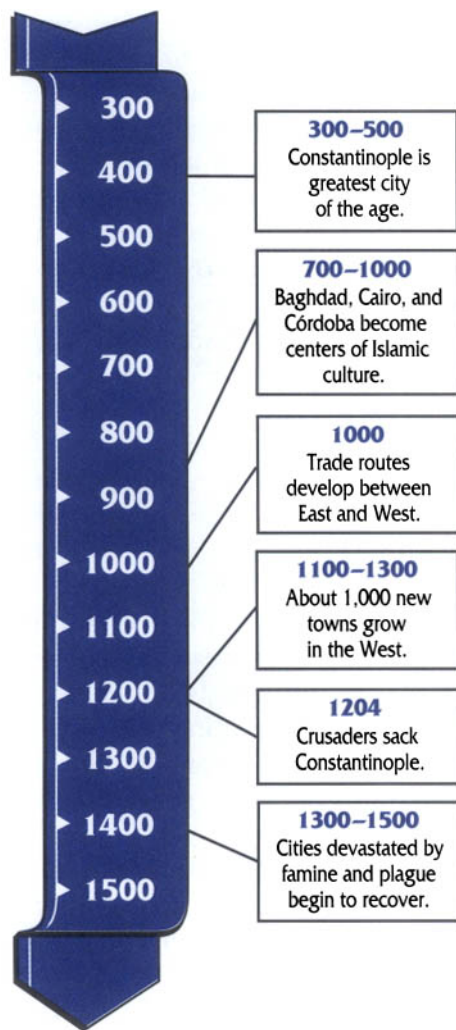 300
400
500
600
700
800
900
1000
1100
1200
1300
1400
1500
300–500
Constantinople is
greatest city
of the age.
700–1000
Baghdad, Cairo, and
Córdoba become
centers of Islamic
culture.
1000
Trade routes
develop between
East and West.
1100–1300
About 1,000 new
towns grow
in the West.
1204
Crusaders sack
Constantinople.
1300–1500
Cities devastated by
famine and plague
begin to recover.